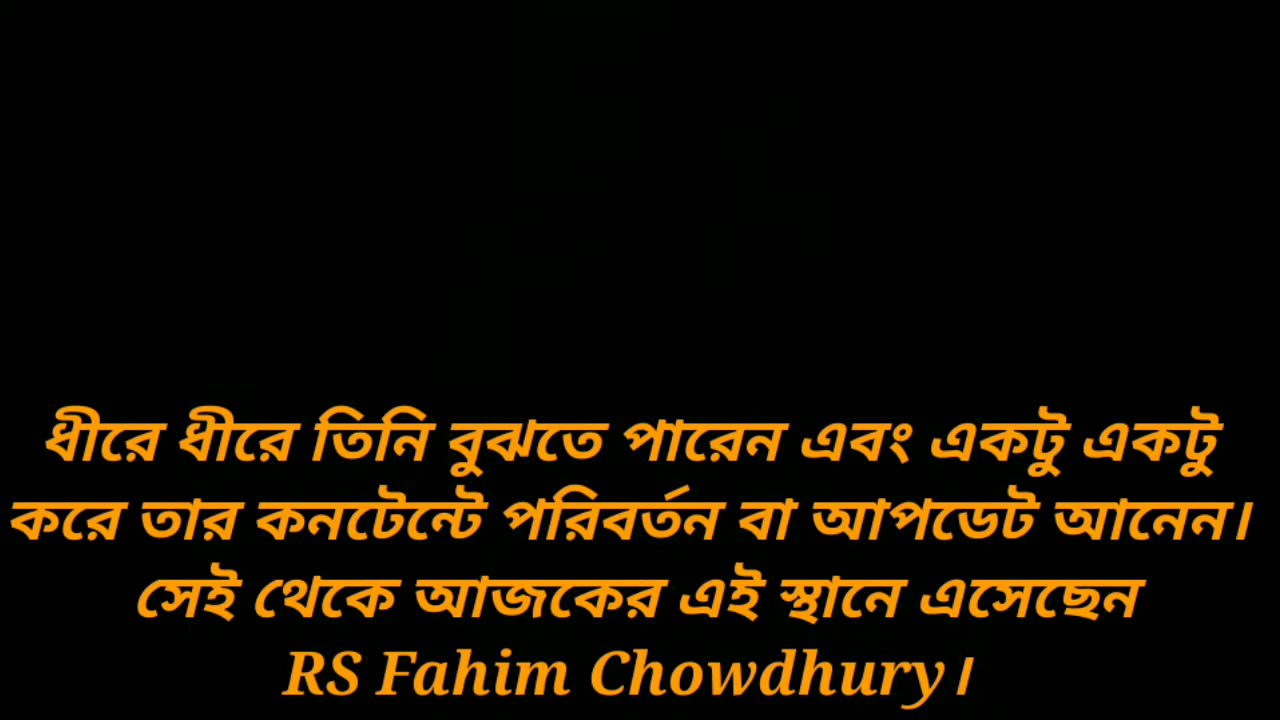 ধীরে ধীরে তিনি বুঝতে পারেন এবং একটু একটু
করে তার কনটেন্টে পরিবর্তন বা আপডেট আনেন।
সেই থেকে আজকের এই স্থানে এসেছেন
RS Fahim Chowdhury।